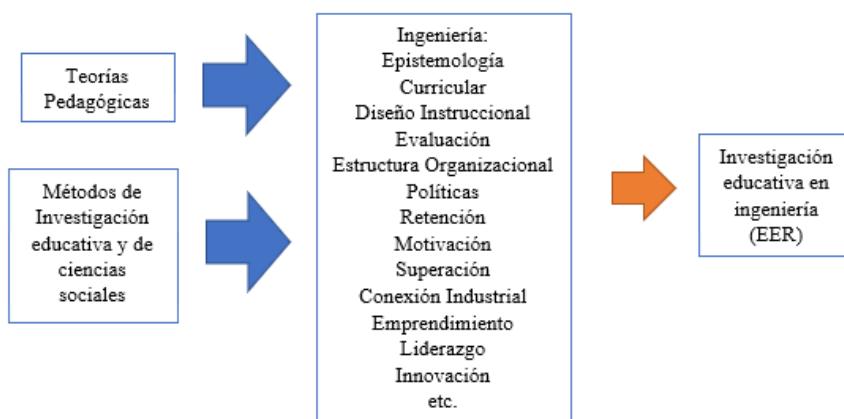 Teorías
Pedagógicas
Métodos de
Investigación
educativa y de
ciencias
sociales
Ingeniería:
Epistemología
Curricular
Diseño Instruccional
Evaluación
Estructura Organizacional
Políticas
Retención
Motivación
Superación
Conexión Industrial
Emprendimiento
Liderazgo
Innovación
etc.
Investigación
educativa en
ingeniería
(EER)